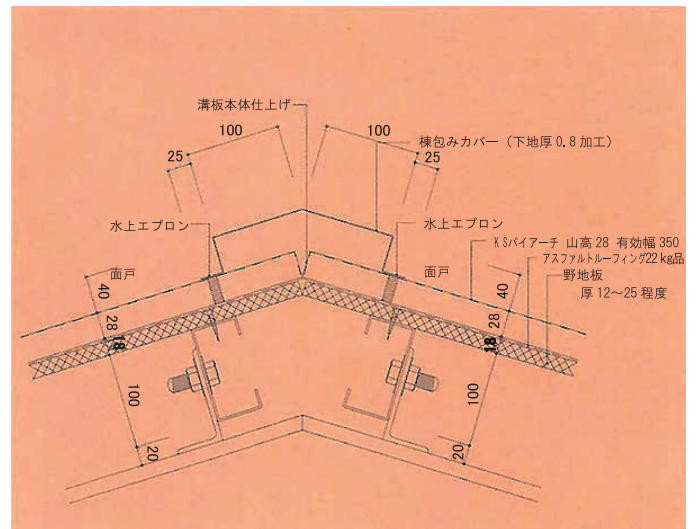 溝板本体仕上げ
100
100
棟包みカバー（下地厚0.8加工）
25
25
水上エプロン
水上エプロン
KSバイアーチ 山高28 有効幅350
アスファルトルーフィング22kg品
面戸
面戸
野地板
厚12〜25程度
40
40
28
28
18
18
100
100
20
20